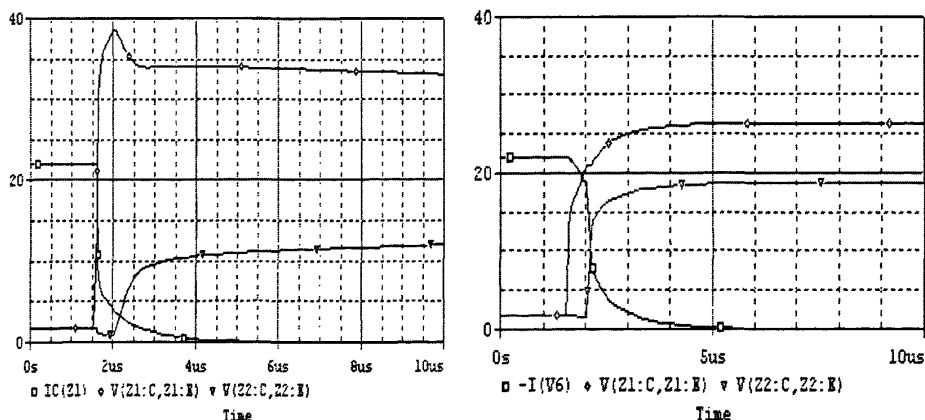 40
20
0
0s
2us
4us
6us
8us
10us
□ IC(Z1) ◇ V(Z1:C,Z1:E) ▽ V(Z2:C,Z2:E)
Time
40
20
0
0s
5us
10us
□ -I(V6) ◇ V(Z1:C,Z1:E) ▽ V(Z2:C,Z2:E)
Time